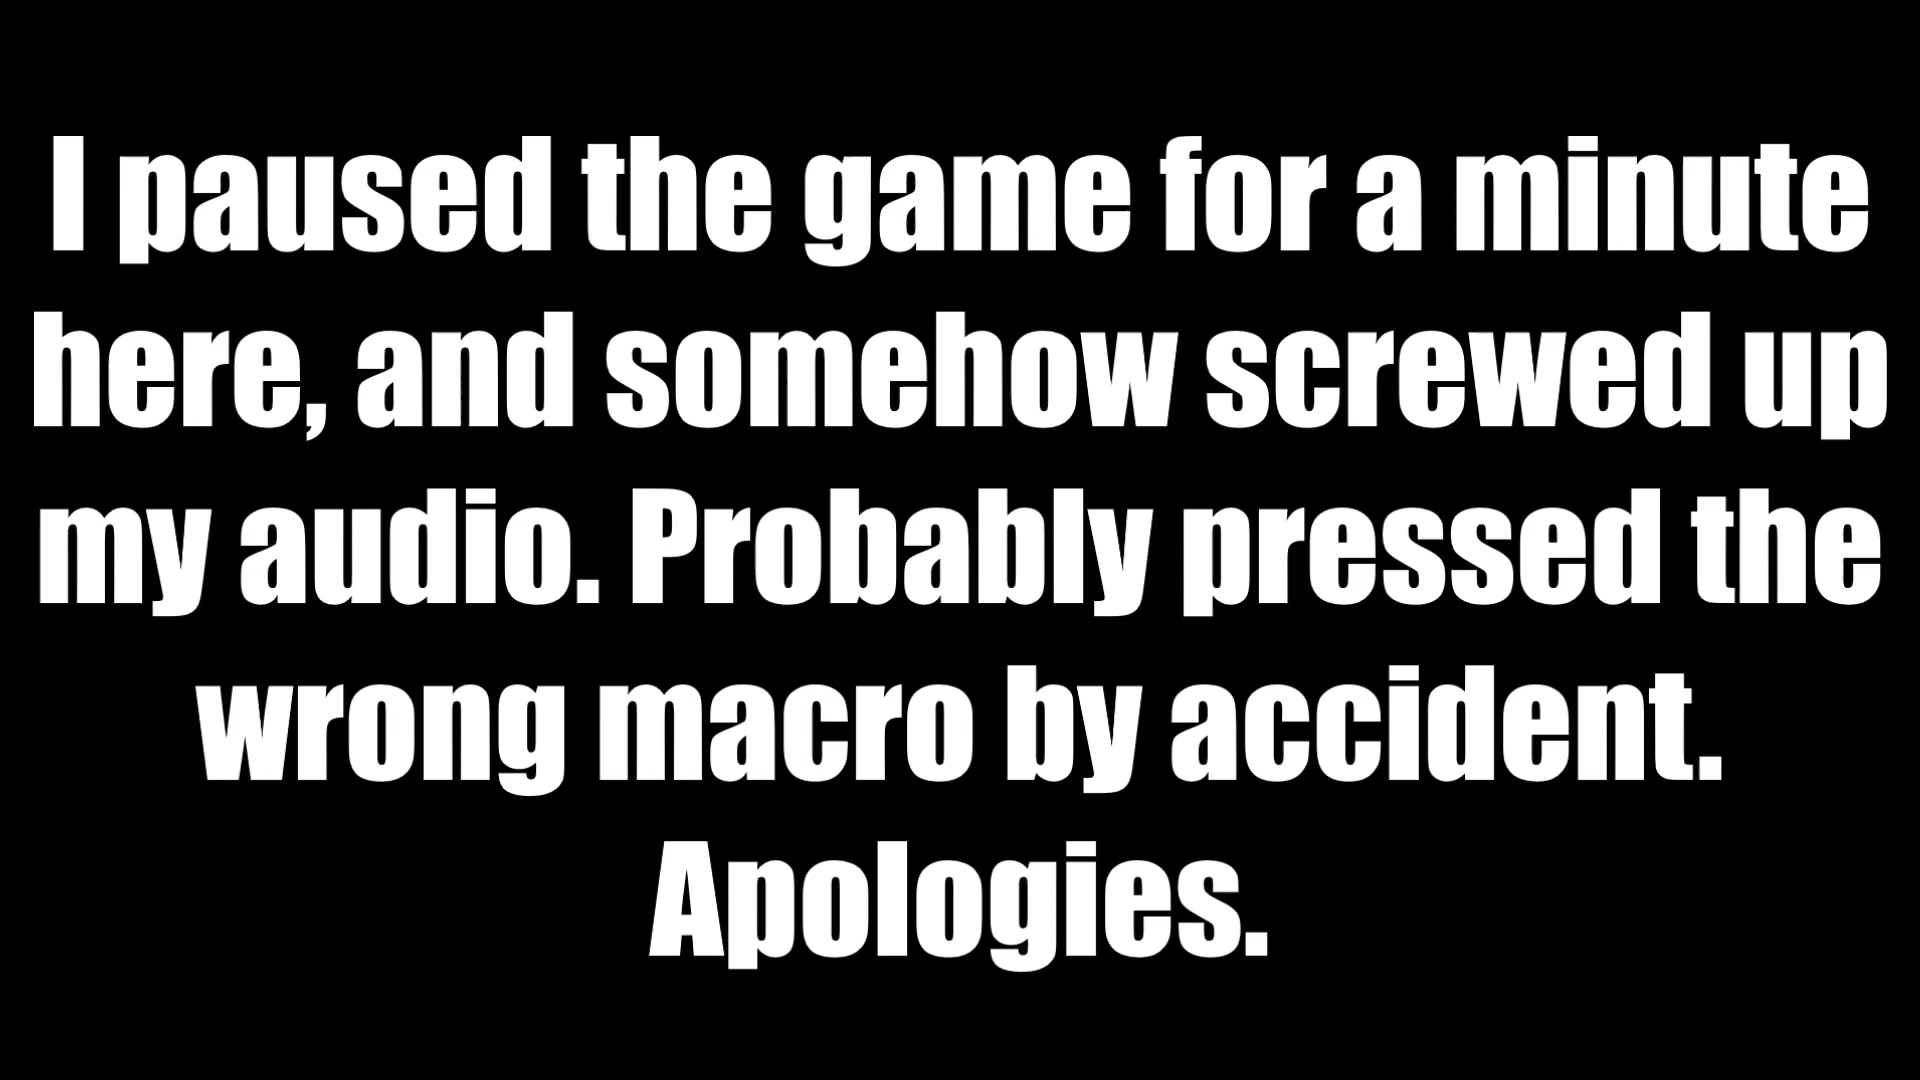 I paused the game for a minute
here, and somehow screwed up
my audio. Probably pressed the
wrong macro by accident.
Apologies.